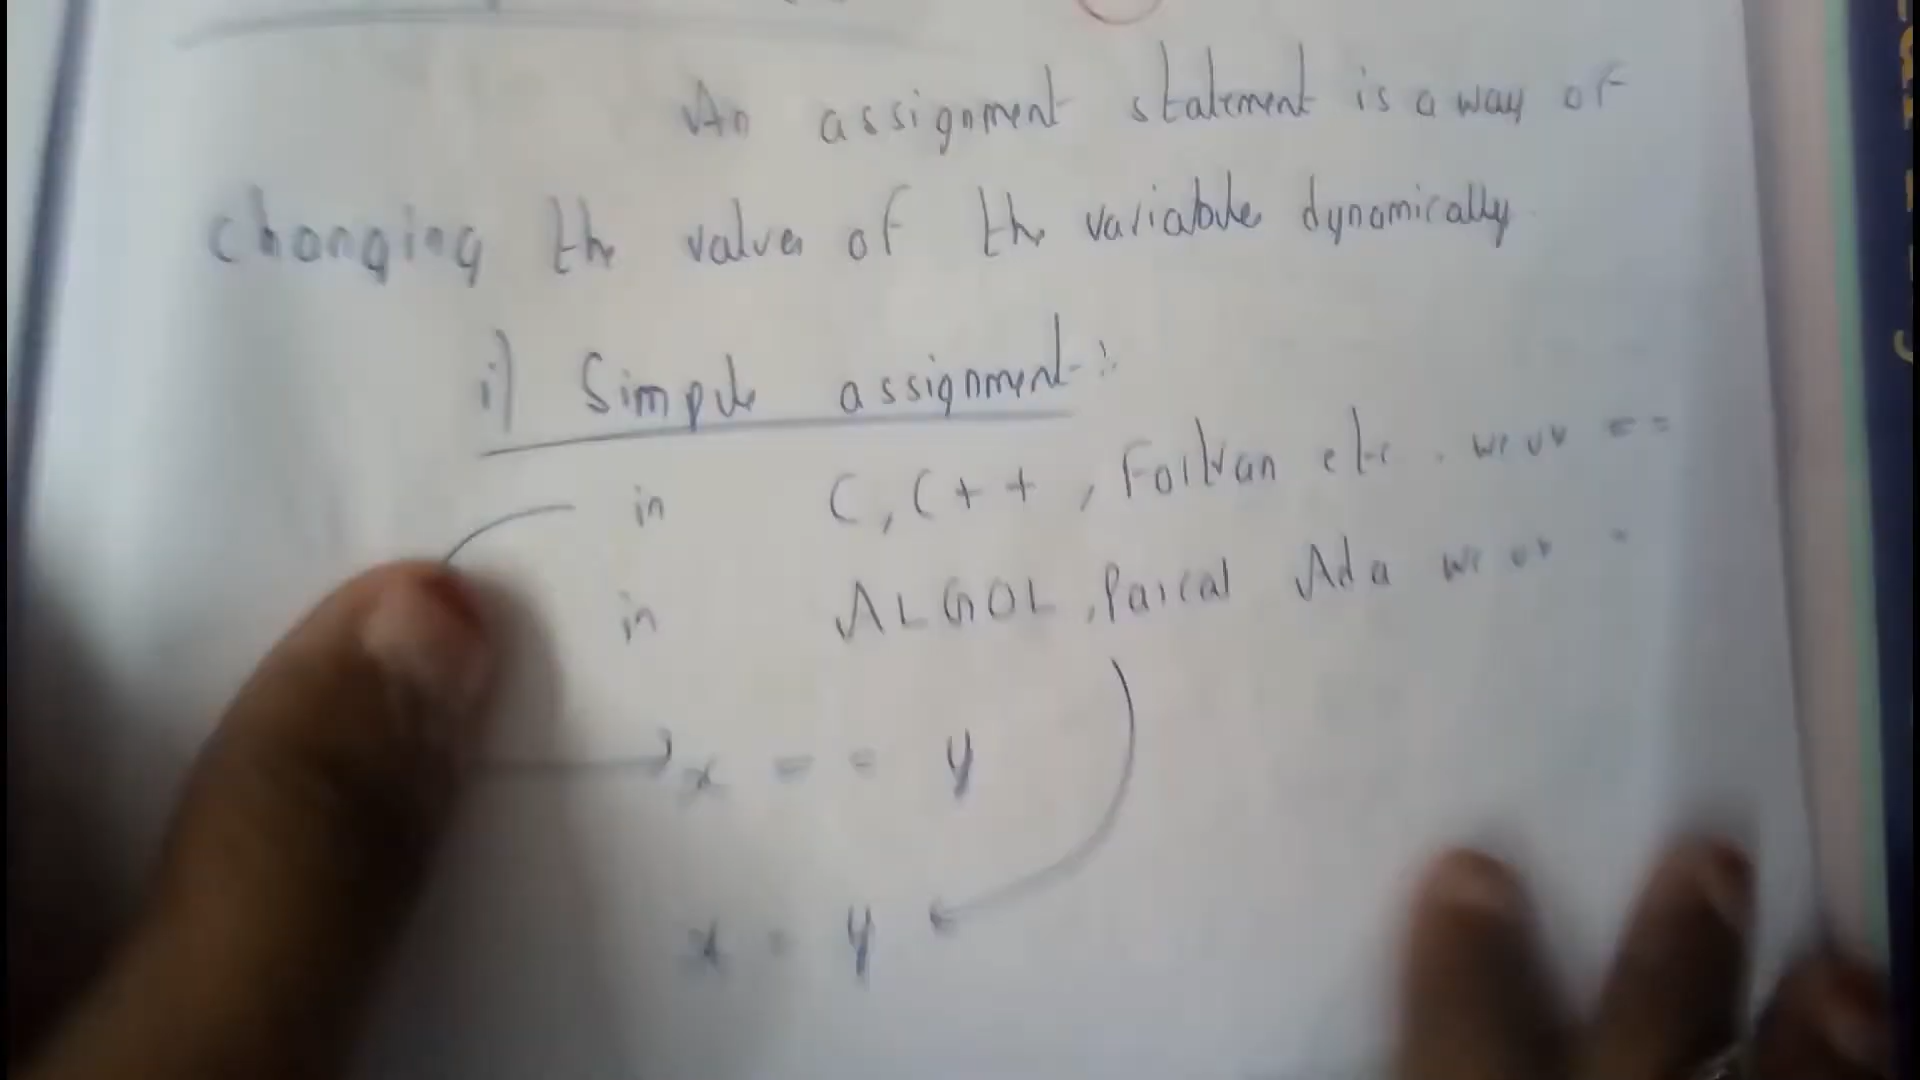 An assignment statement is a way of
changing the value of the variable dynamically
i) Simple assignment :
in C, C++, Fortran etc. we use ==
in ALGOL, Pascal Ada we use =
x == y
x = y